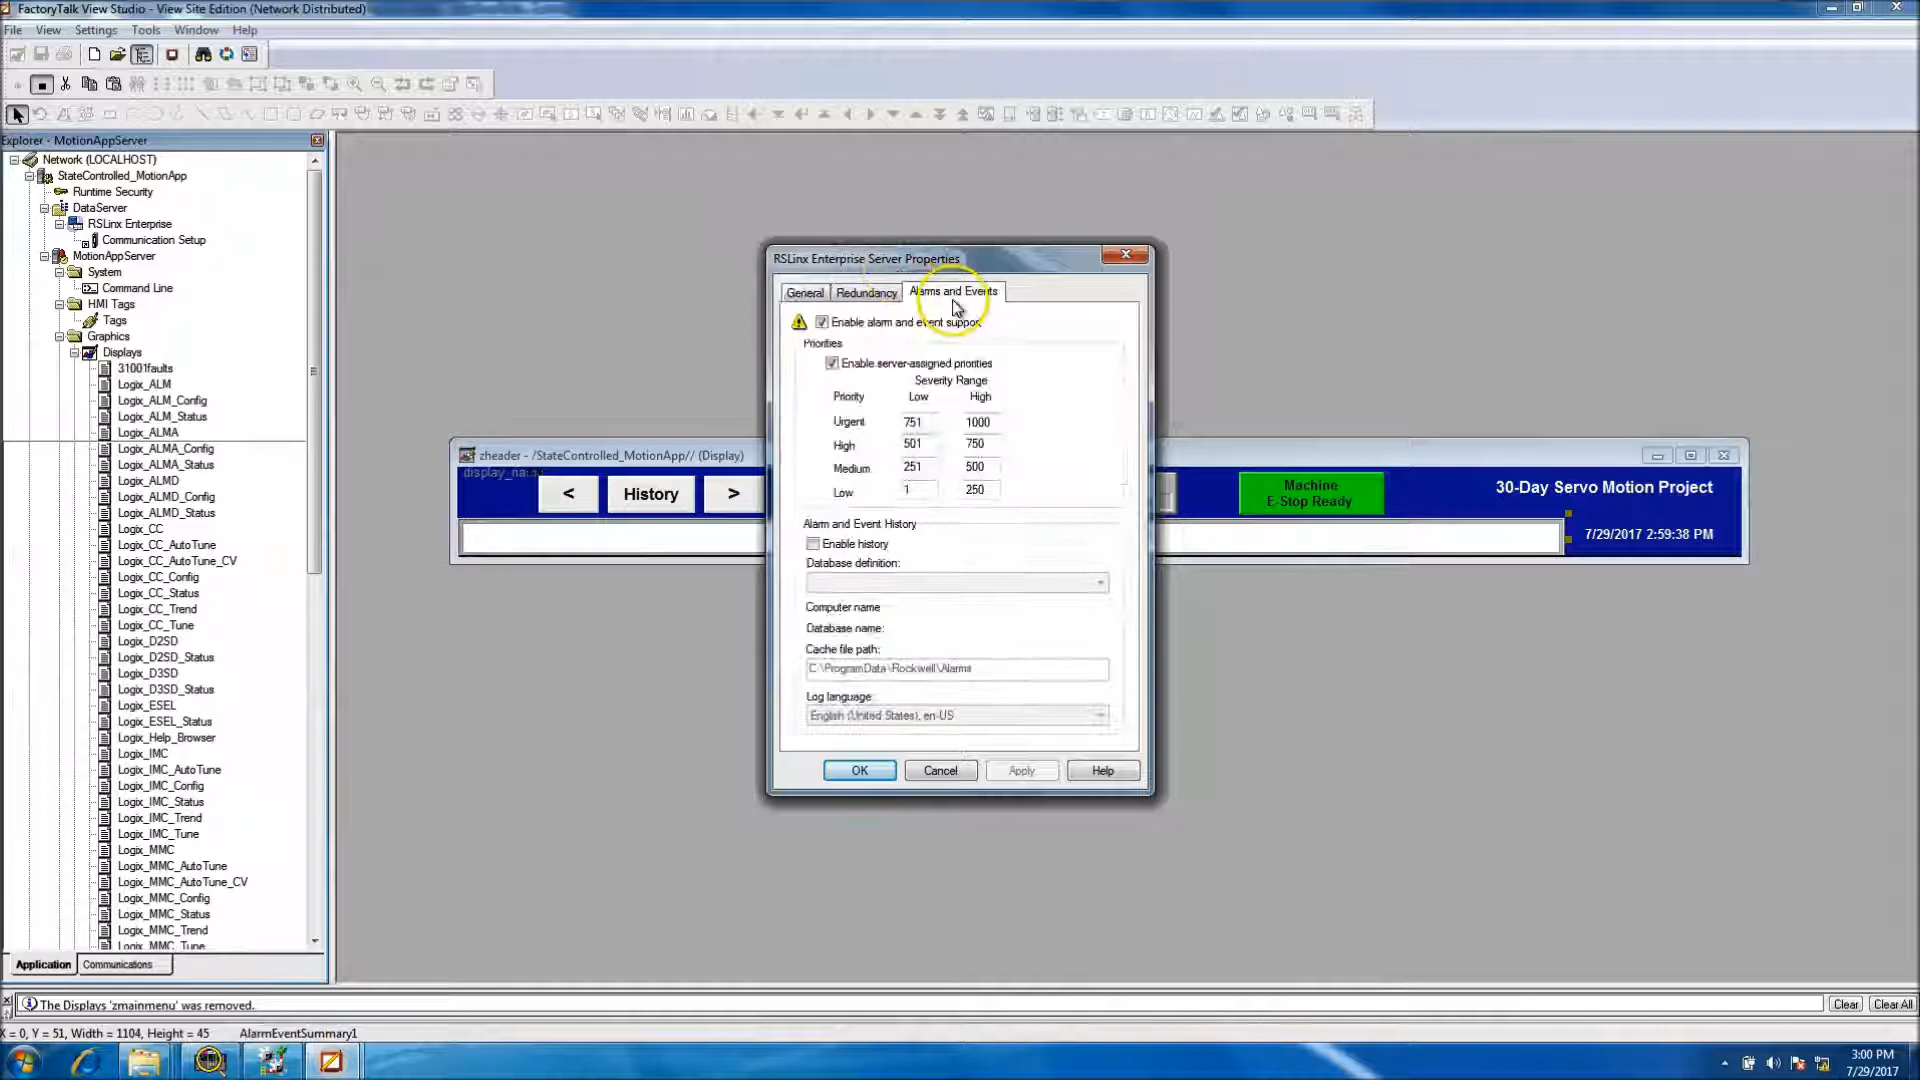 FactoryTalk View Studio - View Site Edition (Network Distributed)
File View Settings Tools Window Help
Explorer - MotionAppServer
Network (LOCALHOST)
StateControlled_MotionApp
Runtime Security
DataServer
RSLinx Enterprise
Communication Setup
MotionAppServer
System
Command Line
HMI Tags
Tags
Graphics
Displays
31001faults
Logix_ALM
Logix_ALM_Config
Logix_ALM_Status
Logix_ALMA
Logix_ALMA_Config
Logix_ALMA_Status
Logix_ALMD
Logix_ALMD_Config
Logix_ALMD_Status
Logix_CC
Logix_CC_AutoTune
Logix_CC_AutoTune_CV
Logix_CC_Config
Logix_CC_Status
Logix_CC_Trend
Logix_CC_Tune
Logix_D2SD
Logix_D2SD_Status
Logix_D3SD
Logix_D3SD_Status
Logix_ESEL
Logix_ESEL_Status
Logix_Help_Browser
Logix_IMC
Logix_IMC_AutoTune
Logix_IMC_Config
Logix_IMC_Status
Logix_IMC_Trend
Logix_IMC_Tune
Logix_MMC
Logix_MMC_AutoTune
Logix_MMC_AutoTune_CV
Logix_MMC_Config
Logix_MMC_Status
Logix_MMC_Trend
Logix_MMC_Tune
Application Communications
zheader - /StateControlled_MotionApp// (Display)
< History >
Machine
E-Stop Ready
30-Day Servo Motion Project
7/29/2017 2:59:38 PM
RSLinx Enterprise Server Properties
General Redundancy Alarms and Events
Enable alarm and event support
Priorities
Enable server-assigned priorities
Severity Range
Priority Low High
Urgent 751 1000
High 501 750
Medium 251 500
Low 1 250
Alarm and Event History
Enable history
Database definition:
Computer name
Database name:
Cache file path:
C:\ProgramData\Rockwell\Alarms
Log language:
English (United States), en-US
OK Cancel Apply Help
The Displays 'zmainmenu' was removed.
Clear Clear All
X = 0, Y = 51, Width = 1104, Height = 45 AlarmEventSummary1
3:00 PM
7/29/2017